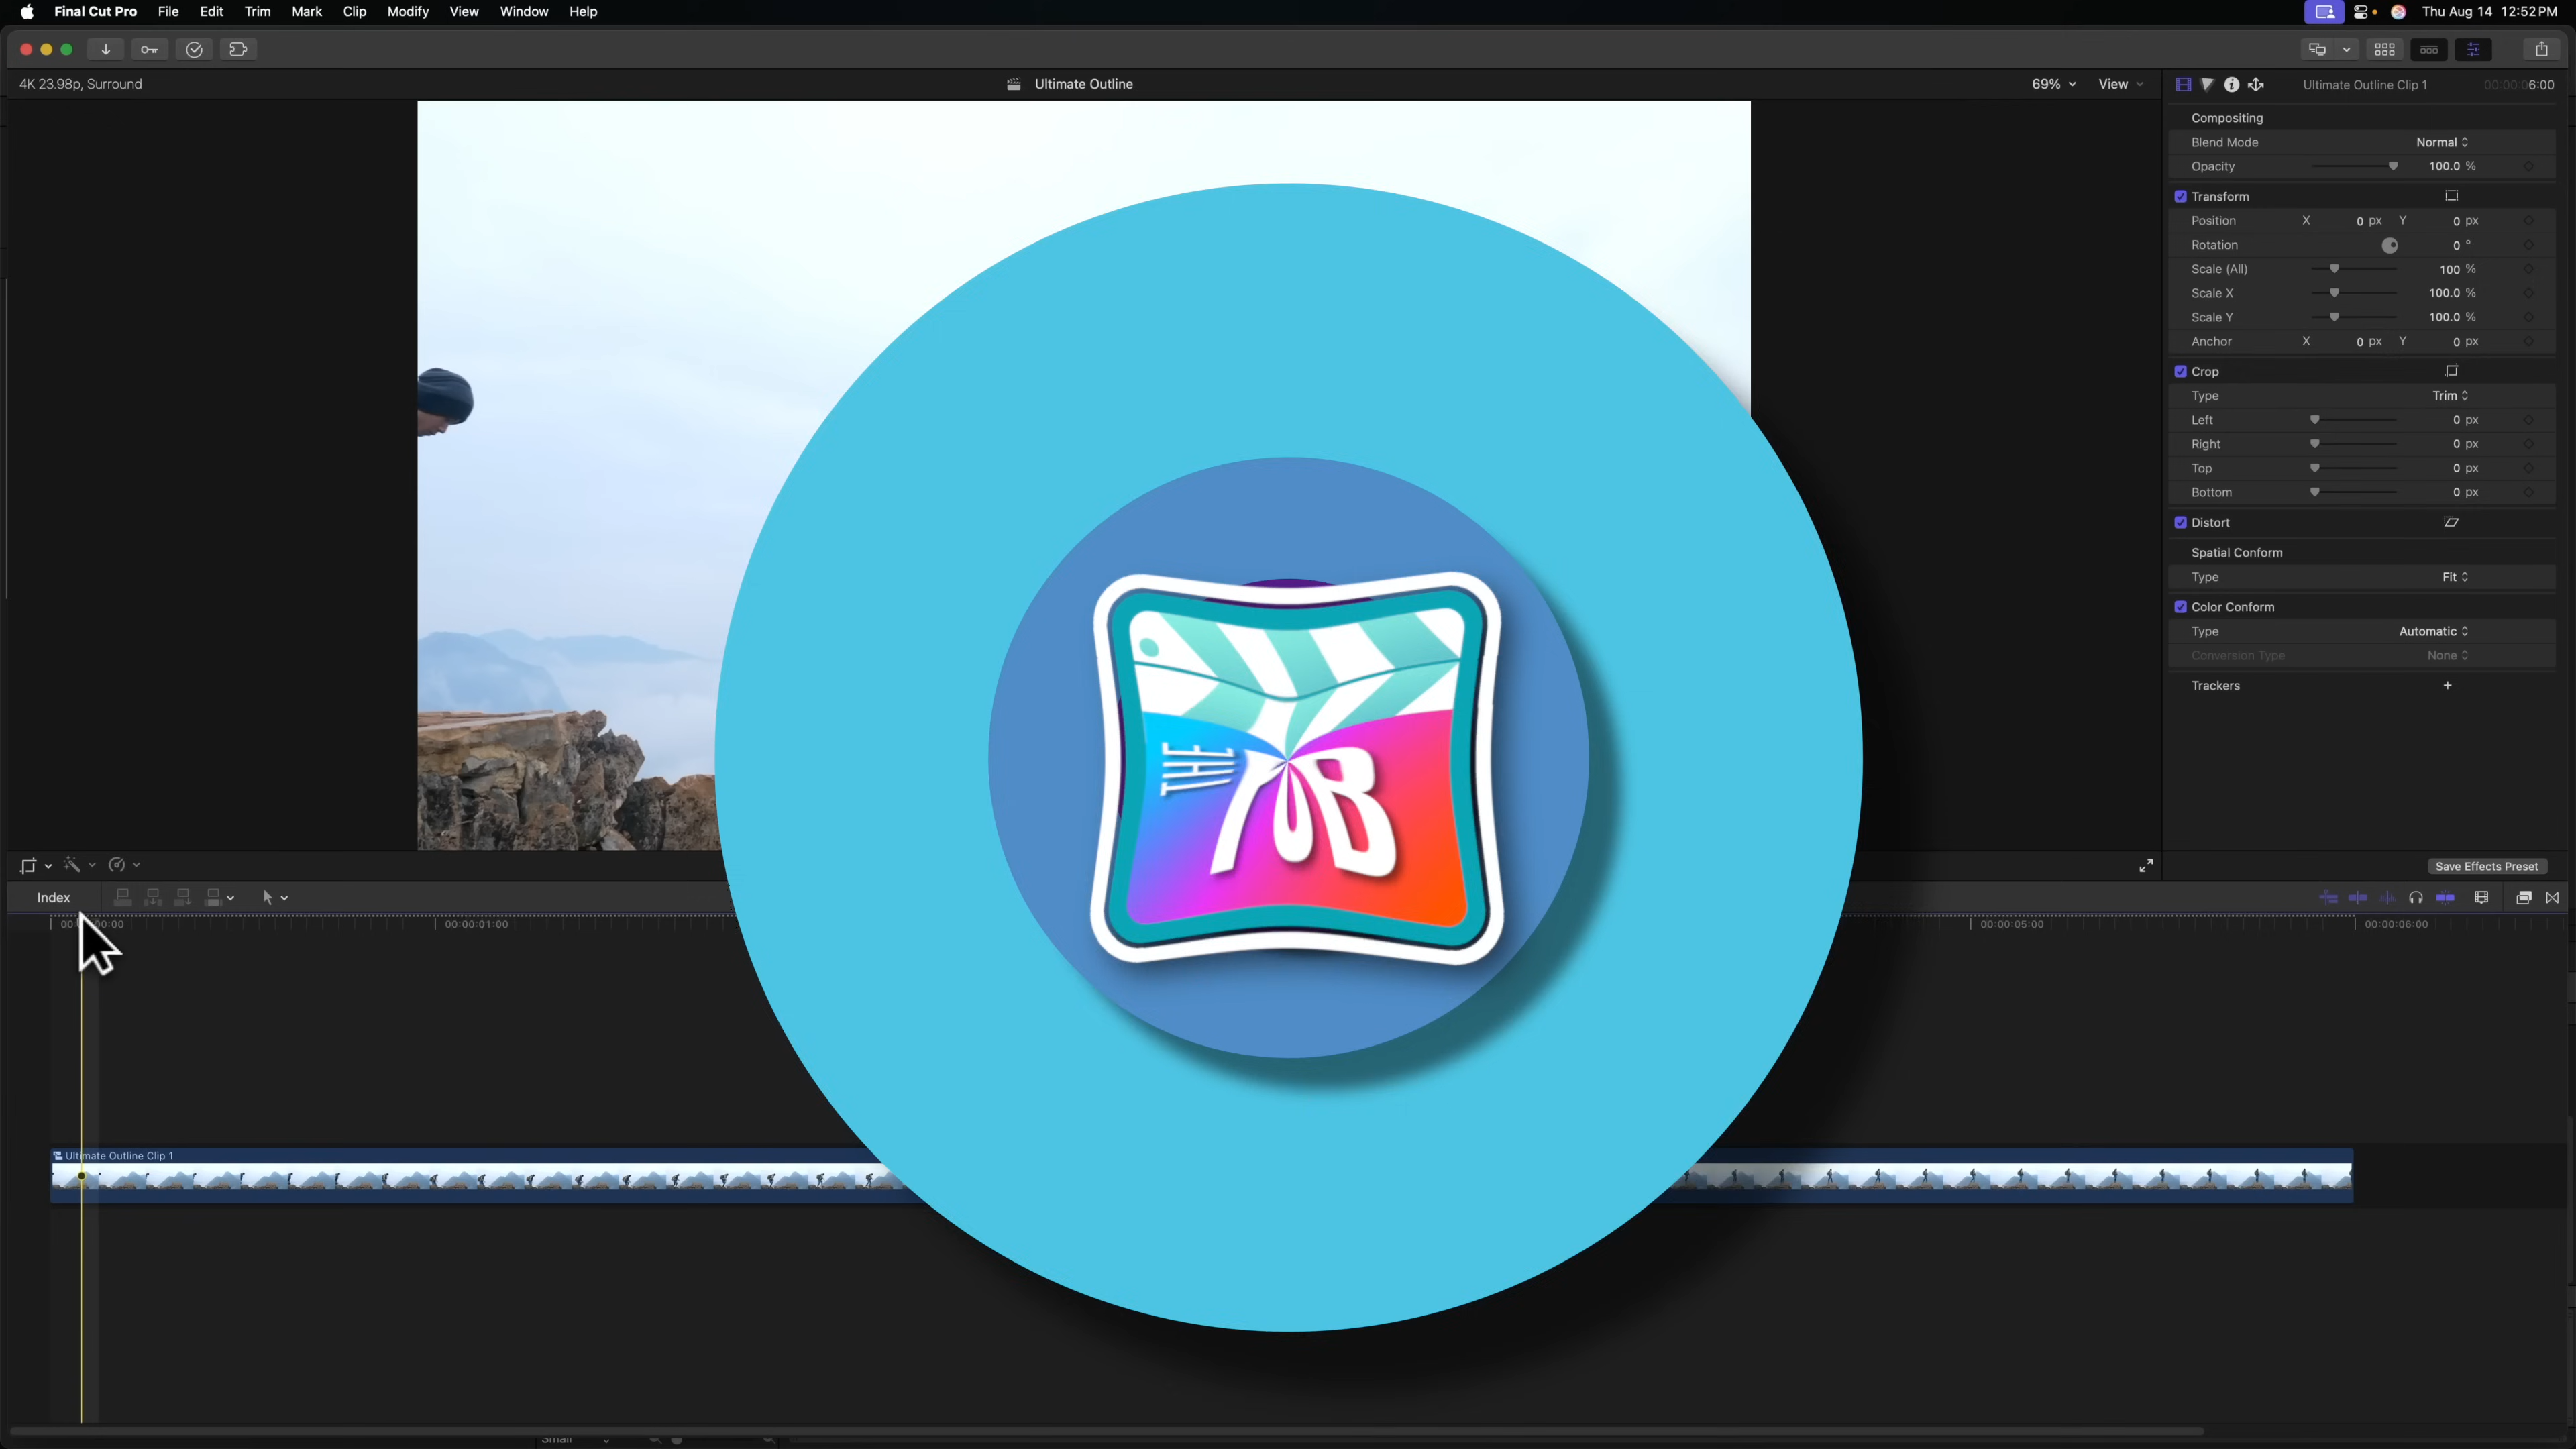 Final Cut Pro File Edit Trim Mark Clip Modify View Window Help Thu Aug 14 12:52 PM
4K 23.98p, Surround Ultimate Outline 69% View Ultimate Outline Clip 1 00:00:06:00
Compositing
Blend Mode Normal
Opacity 100.0 %
Transform
Position X 0 px Y 0 px
Rotation 0 °
Scale (All) 100 %
Scale X 100.0 %
Scale Y 100.0 %
Anchor X 0 px Y 0 px
Crop
Type Trim
Left 0 px
Right 0 px
Top 0 px
Bottom 0 px
Distort
Spatial Conform
Type Fit
Color Conform
Type Automatic
Conversion Type None
Trackers +
THE
Save Effects Preset
Index
00:00:01:00 00:00:05:00 00:00:06:00
Ultimate Outline Clip 1
Small